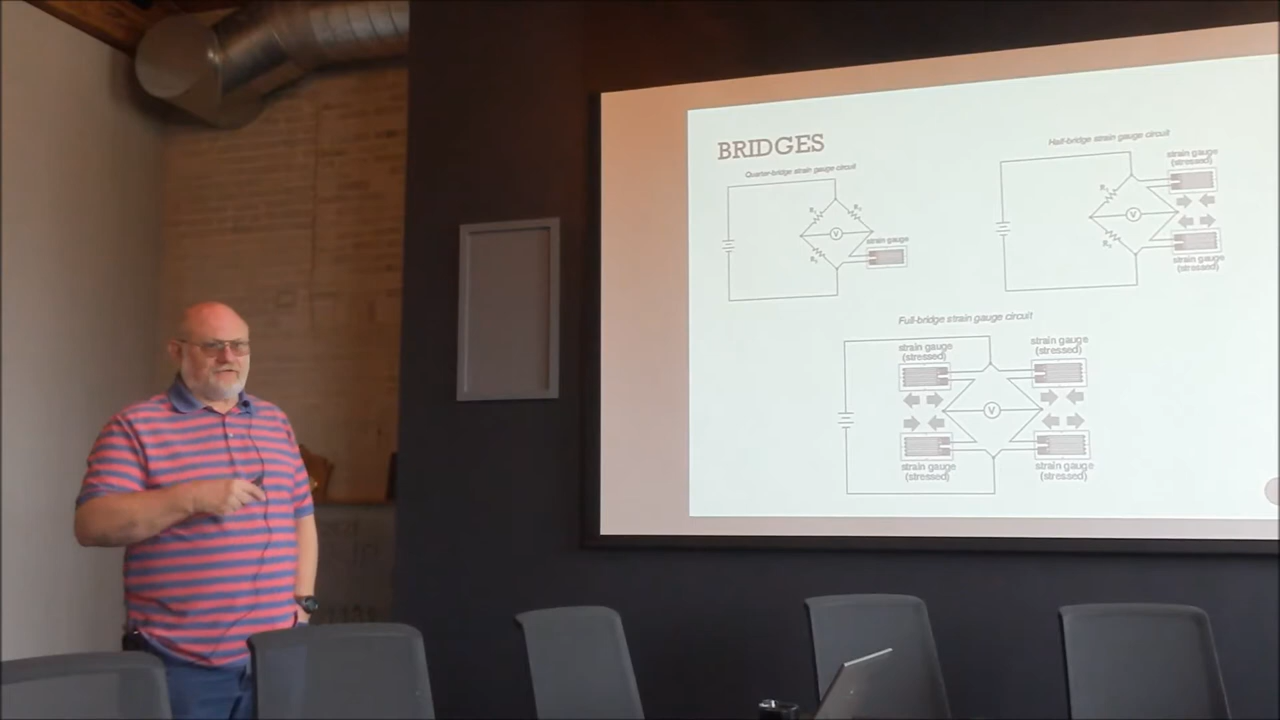 BRIDGES
Quarter-bridge strain gauge circuit
V
strain gauge
Half-bridge strain gauge circuit
strain gauge
(stressed)
V
strain gauge
(stressed)
Full-bridge strain gauge circuit
strain gauge
(stressed)
strain gauge
(stressed)
V
strain gauge
(stressed)
strain gauge
(stressed)